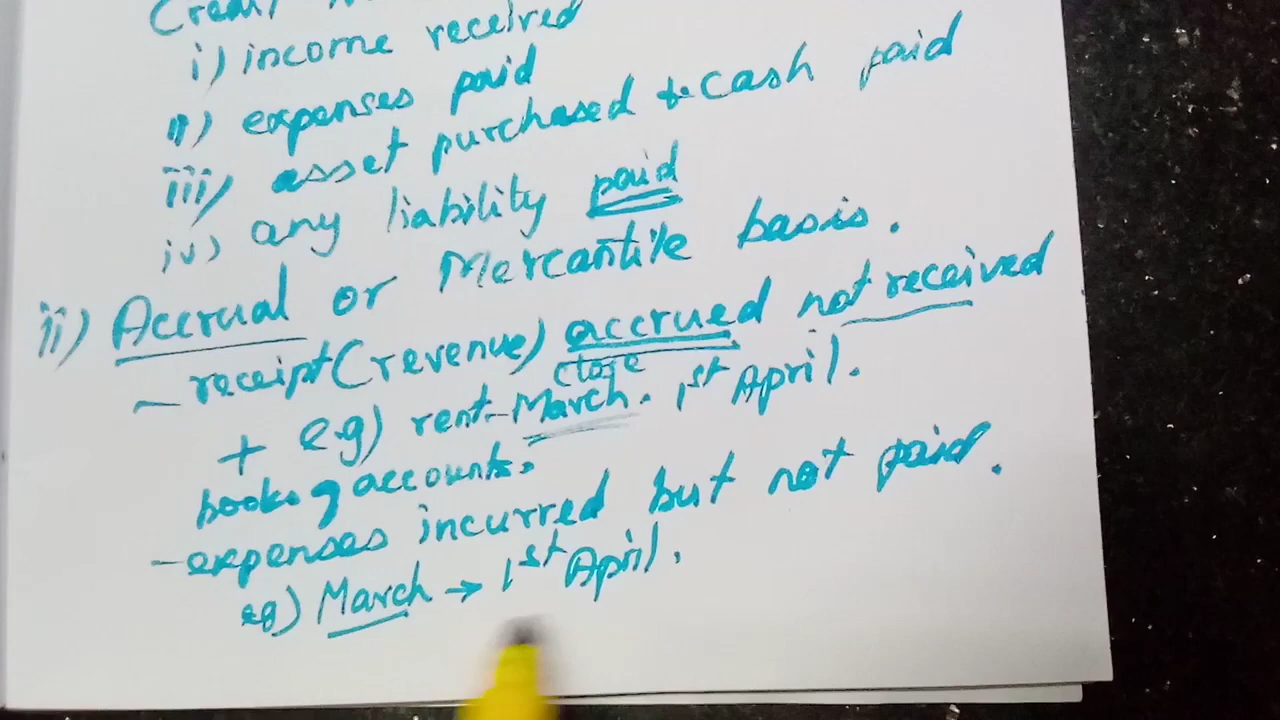 Credit
i) income received
ii) expenses paid
iii) asset purchased & cash paid
iv) any liability paid
ii) Accrual or Mercantile basis.
- receipt (revenue) accrued not received
close
+ e.g) rent - March. 1st April.
books of accounts.
- expenses incurred but not paid.
eg) March → 1st April.